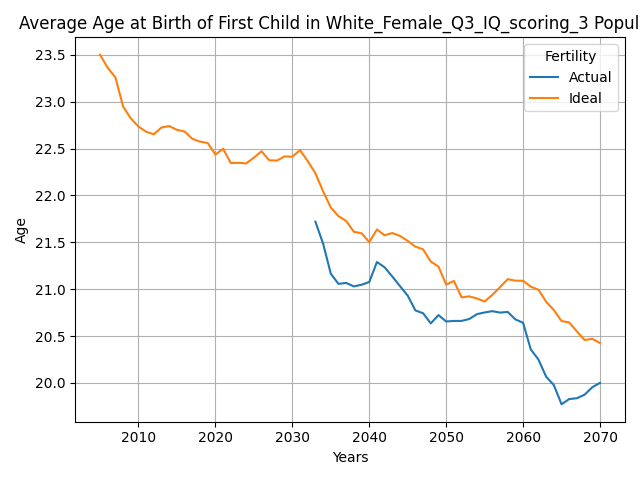 Average Age at Birth of First Child in White_Female_Q3_IQ_scoring_3 Popul
Fertility
Actual
Ideal
23.5
23.0
22.5
22.0
21.5
21.0
20.5
20.0
Age
2010 2020 2030 2040 2050 2060 2070
Years